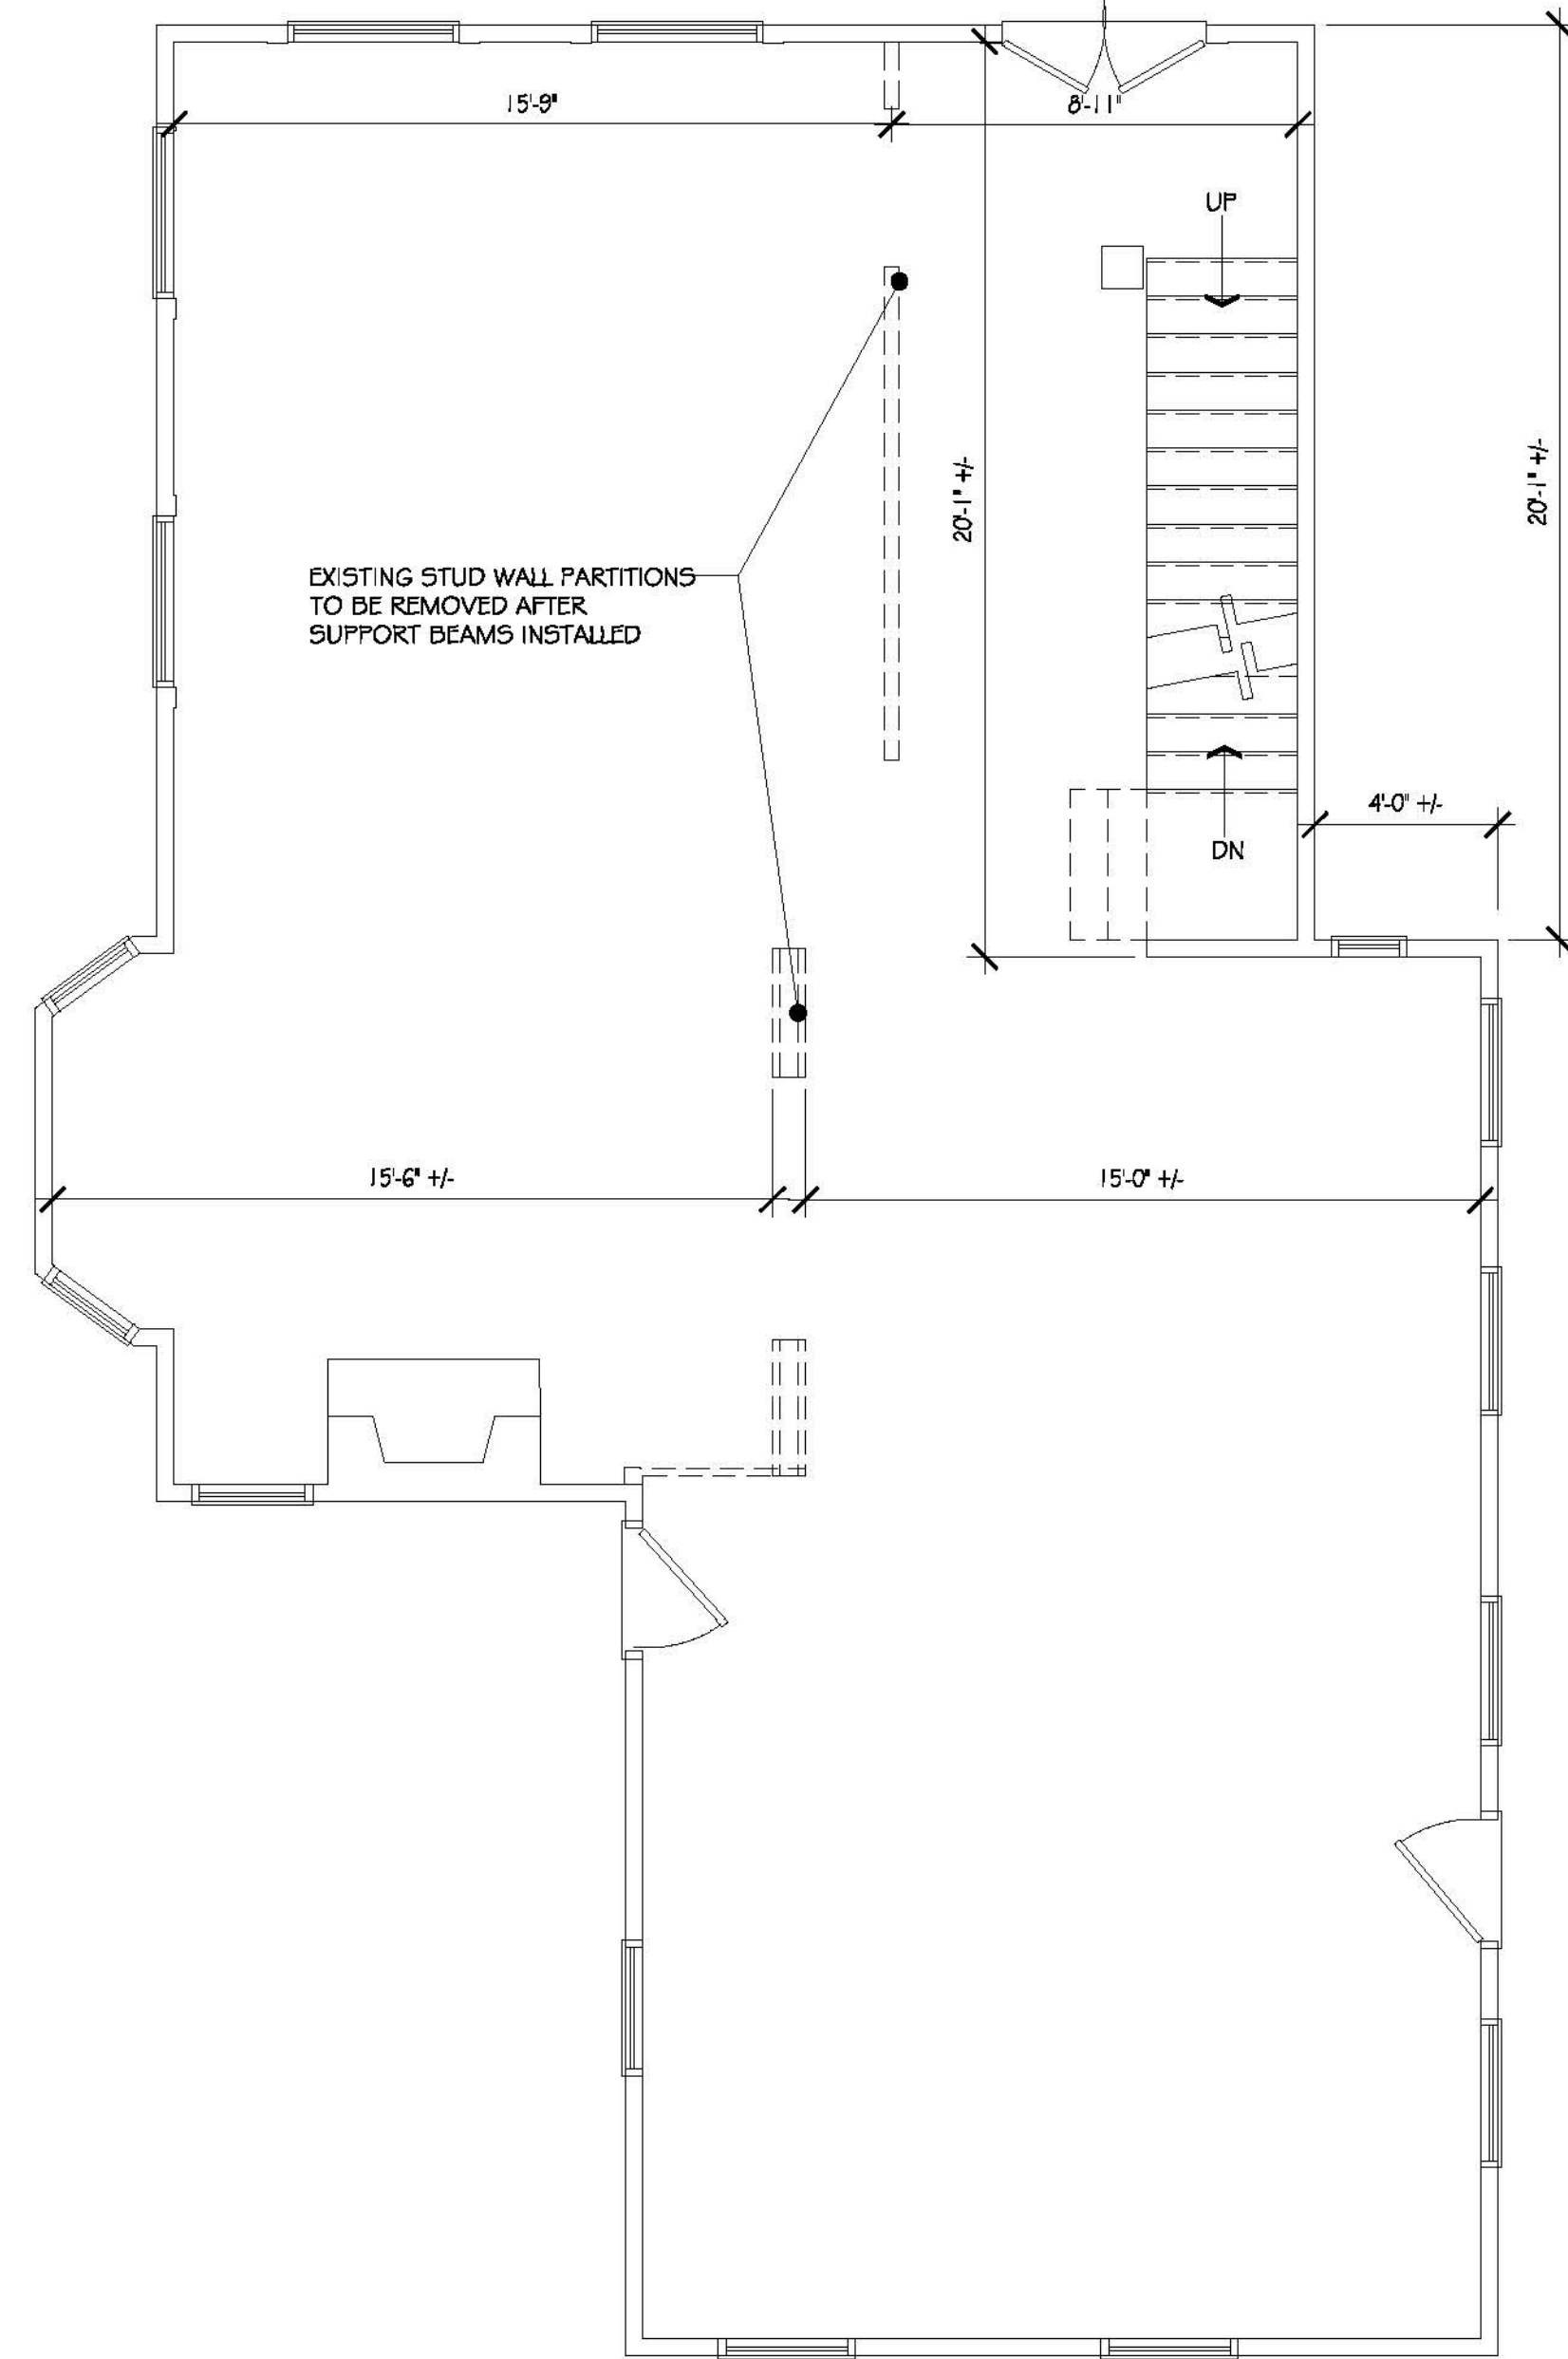 15'-9"
8'-11"
UP
20'-1" +/-
20'-1" +/-
EXISTING STUD WALL PARTITIONS
TO BE REMOVED AFTER
SUPPORT BEAMS INSTALLED
4'-0" +/-
DN
15'-6" +/-
15'-0" +/-